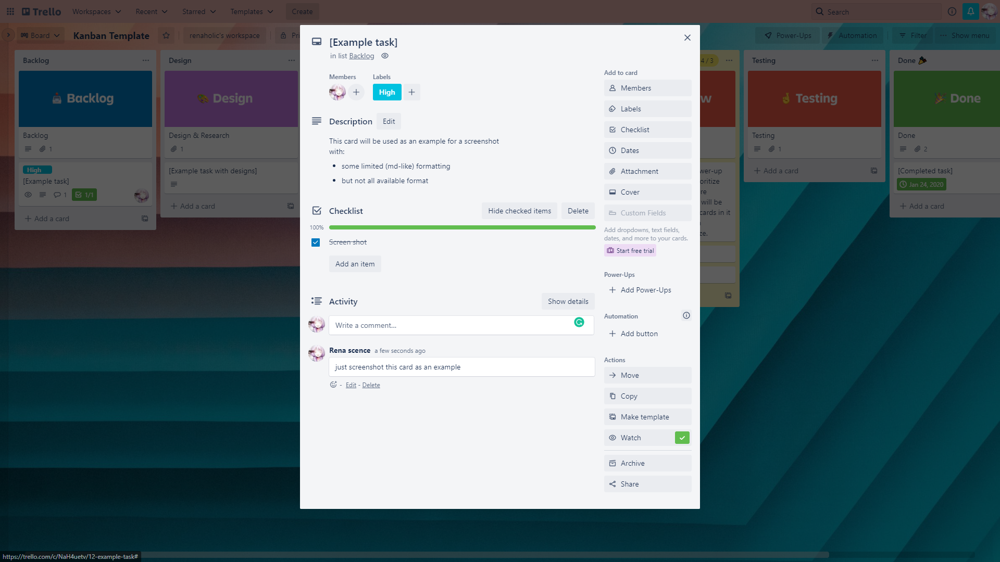 Trello
Workspaces
Recent
Starred
Templates
Create
Search
Board
Kanban Template
renaholic's workspace
Pri
Power-Ups
Automation
Filter
Show menu
Backlog
Backlog
Backlog
1
High
[Example task]
1
1/1
Add a card
Design
Design
Design & Research
1
[Example task with designs]
Add a card
[Example task]
in list Backlog
Members
Labels
High
Description
Edit
This card will be used as an example for a screenshot
with:
• some limited (md-like) formatting
• but not all available format
Checklist
Hide checked items
Delete
100%
Screen shot
Add an item
Activity
Show details
Write a comment...
Rena scence a few seconds ago
just screenshot this card as an example
- Edit - Delete
Add to card
Members
Labels
Checklist
Dates
Attachment
Cover
Custom Fields
Add dropdowns, text fields,
dates, and more to your cards.
Start free trial
Power-Ups
Add Power-Ups
Automation
Add button
Actions
Move
Copy
Make template
Watch
Archive
Share
4 / 3
w
wer-up
oritize
re
will be
cards in it
ze.
Testing
Testing
Testing
1
Add a card
Done
Done
Done
2
[Completed task]
Jan 24, 2020
Add a card
https://trello.com/c/NaH4uetv/12-example-task#